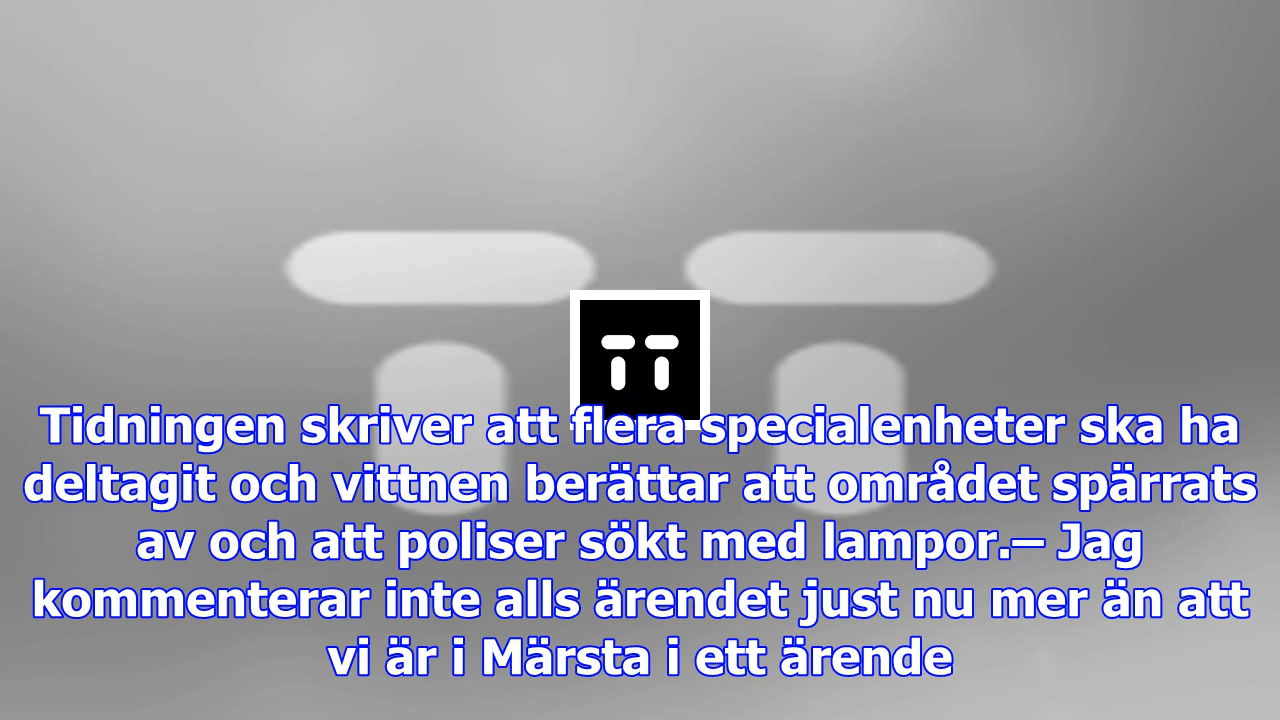 Tidningen skriver att flera specialenheter ska ha
deltagit och vittnen berättar att området spärrats
av och att poliser sökt med lampor.– Jag
kommenterar inte alls ärendet just nu mer än att
vi är i Märsta i ett ärende